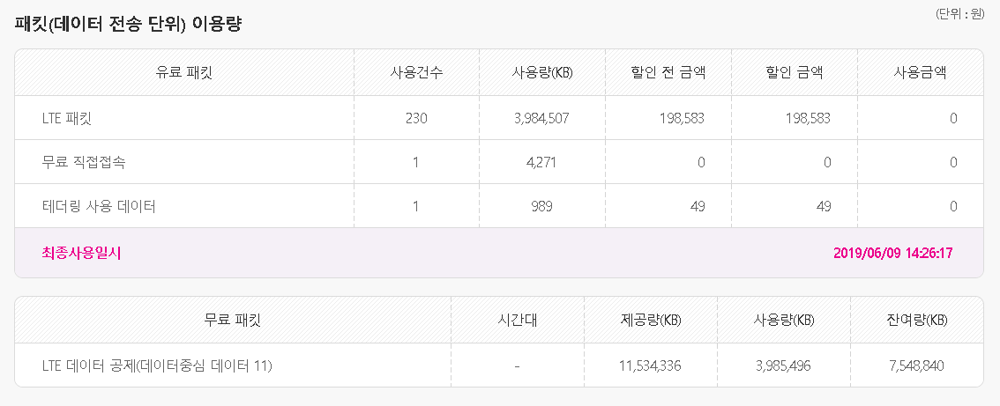 패킷(데이터 전송 단위) 이용량
(단위 : 원)
유료 패킷 사용건수 사용량(KB) 할인 전 금액 할인 금액 사용금액
LTE 패킷 230 3,984,507 198,583 198,583 0
무료 직접접속 1 4,271 0 0 0
테더링 사용 데이터 1 989 49 49 0
최종사용일시 2019/06/09 14:26:17
무료 패킷 시간대 제공량(KB) 사용량(KB) 잔여량(KB)
LTE 데이터 공제(데이터중심 데이터 11) - 11,534,336 3,985,496 7,548,840